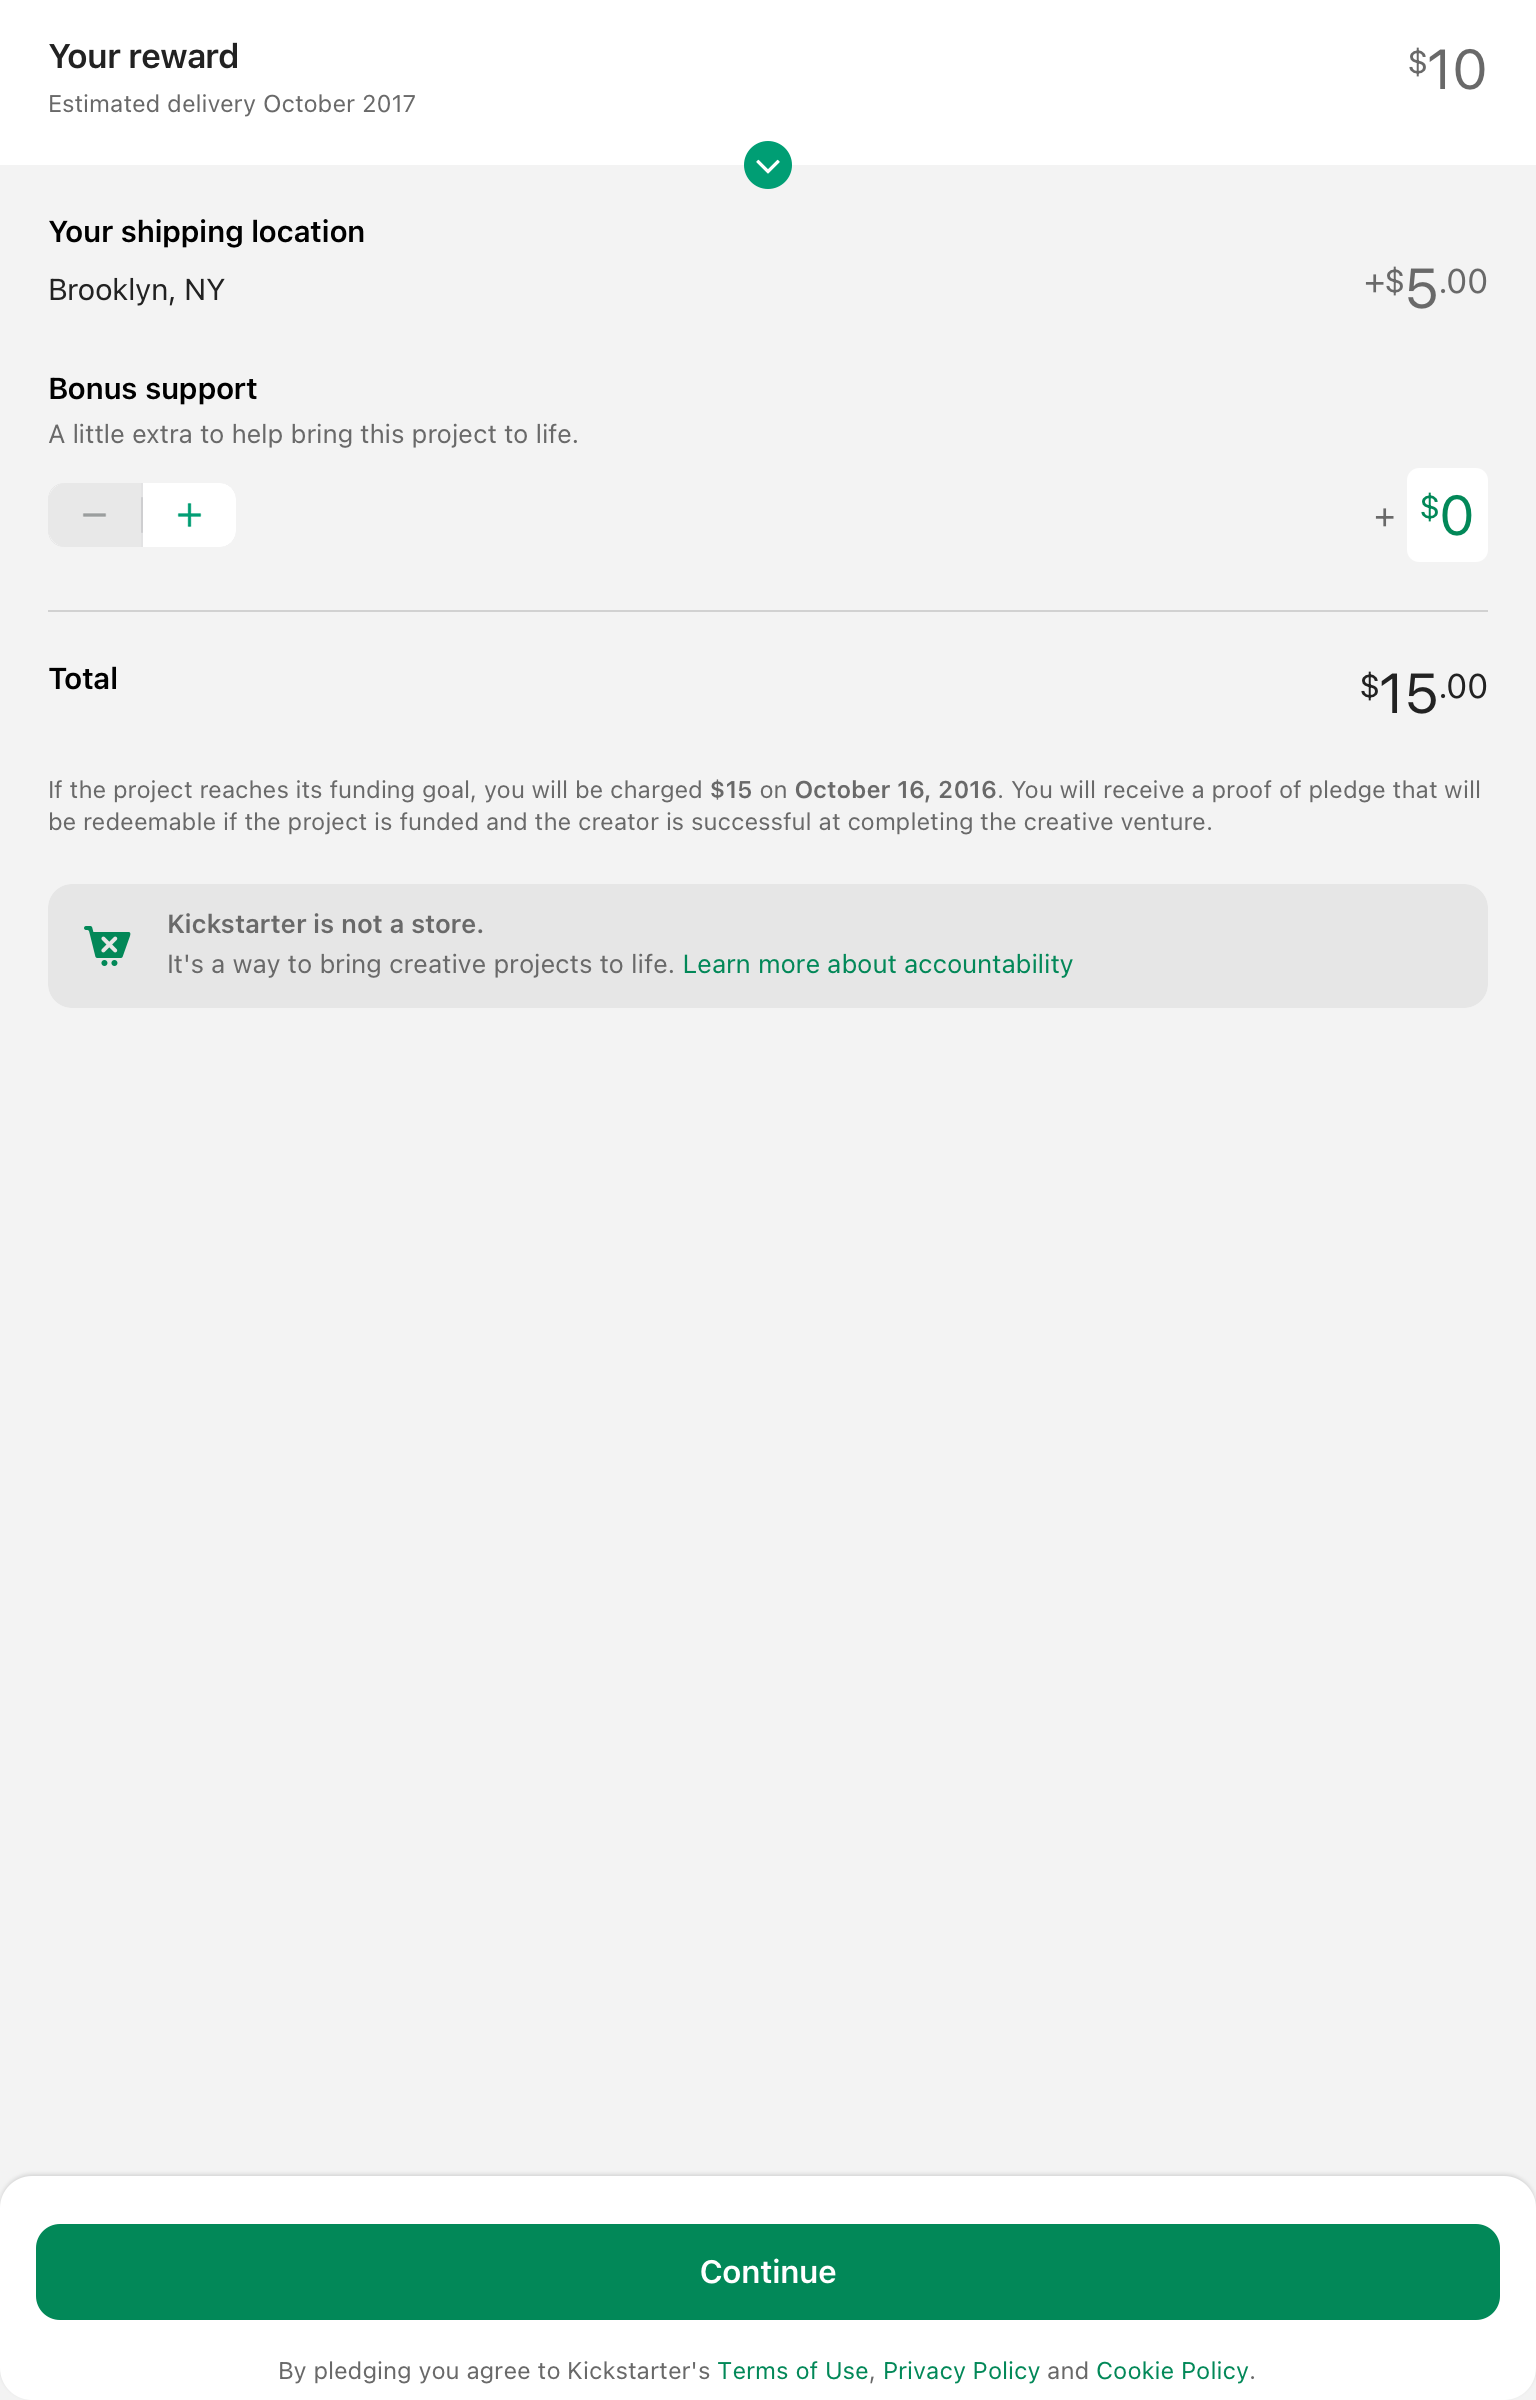 Your reward
$10
Estimated delivery October 2017
Your shipping location
Brooklyn, NY
+$5.00
Bonus support
A little extra to help bring this project to life.
− +
+ $0
Total
$15.00
If the project reaches its funding goal, you will be charged $15 on October 16, 2016. You will receive a proof of pledge that will
be redeemable if the project is funded and the creator is successful at completing the creative venture.
Kickstarter is not a store.
It's a way to bring creative projects to life. Learn more about accountability
Continue
By pledging you agree to Kickstarter's Terms of Use, Privacy Policy and Cookie Policy.